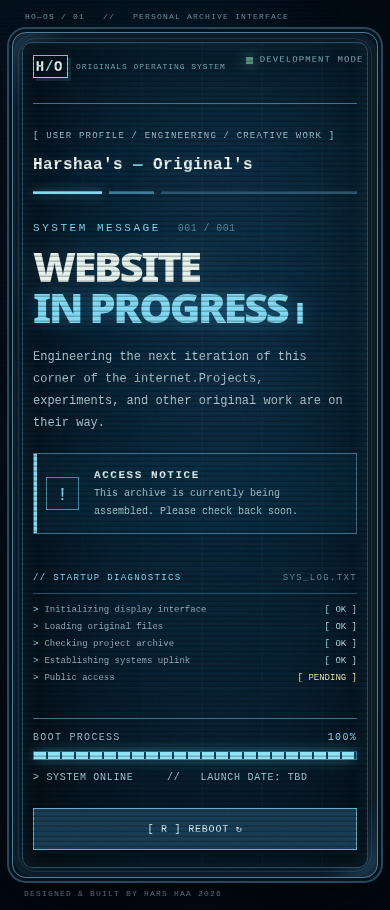 HO—OS / 01 // PERSONAL ARCHIVE INTERFACE
H/O ORIGINALS OPERATING SYSTEM DEVELOPMENT MODE
[ USER PROFILE / ENGINEERING / CREATIVE WORK ]
Harshaa's — Original's
SYSTEM MESSAGE 001 / 001
WEBSITE
IN PROGRESS
Engineering the next iteration of this
corner of the internet.Projects,
experiments, and other original work are on
their way.
!
ACCESS NOTICE
This archive is currently being
assembled. Please check back soon.
// STARTUP DIAGNOSTICS SYS_LOG.TXT
> Initializing display interface [ OK ]
> Loading original files [ OK ]
> Checking project archive [ OK ]
> Establishing systems uplink [ OK ]
> Public access [ PENDING ]
BOOT PROCESS 100%
> SYSTEM ONLINE // LAUNCH DATE: TBD
[ R ] REBOOT ↻
DESIGNED & BUILT BY HARS HAA 2026